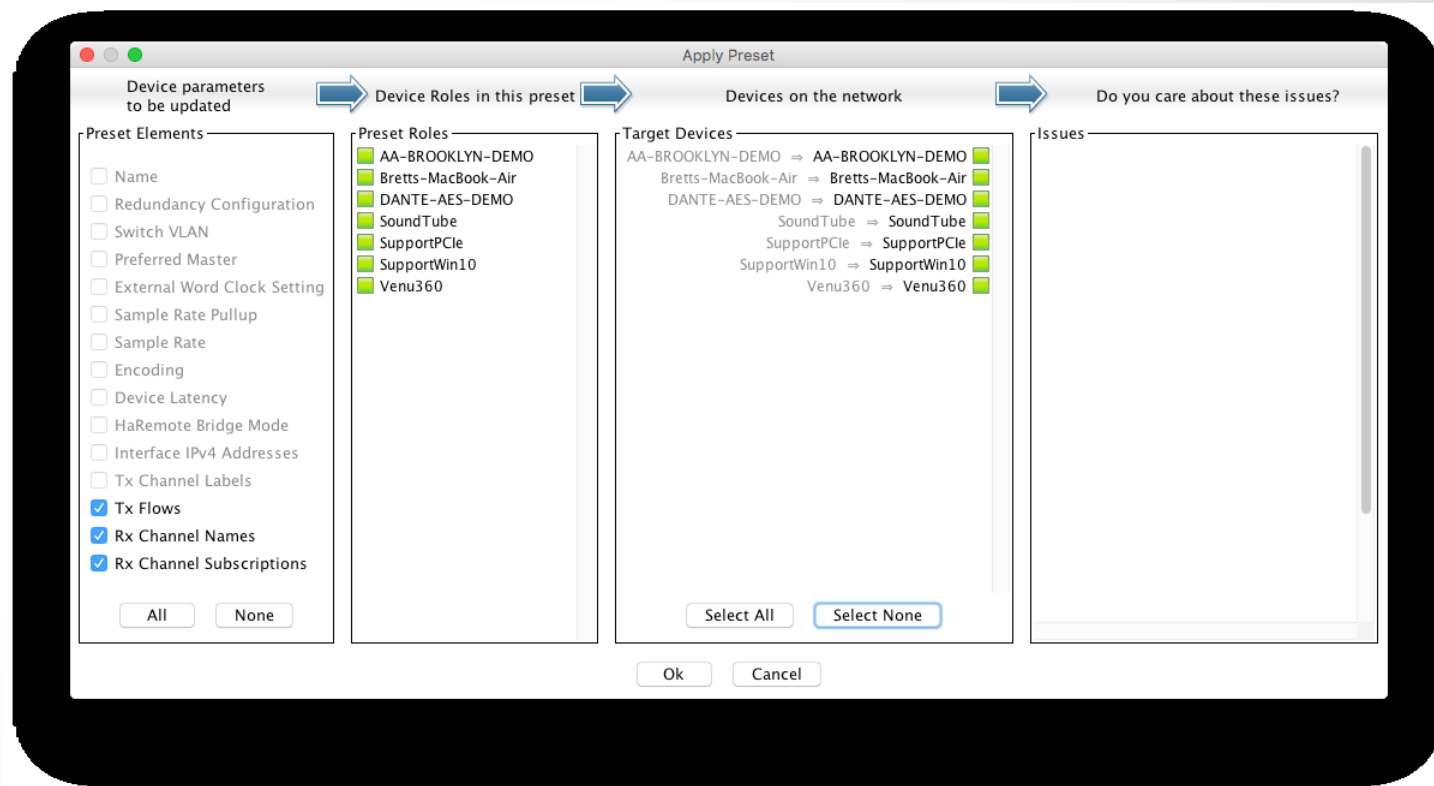 Apply Preset
Device parameters
to be updated
Device Roles in this preset
Devices on the network
Do you care about these issues?
Preset Elements
Name
Redundancy Configuration
Switch VLAN
Preferred Master
External Word Clock Setting
Sample Rate Pullup
Sample Rate
Encoding
Device Latency
HaRemote Bridge Mode
Interface IPv4 Addresses
Tx Channel Labels
Tx Flows
Rx Channel Names
Rx Channel Subscriptions
All None
Preset Roles
AA-BROOKLYN-DEMO
Bretts-MacBook-Air
DANTE-AES-DEMO
SoundTube
SupportPCIe
SupportWin10
Venu360
Target Devices
AA-BROOKLYN-DEMO ⇒ AA-BROOKLYN-DEMO
Bretts-MacBook-Air ⇒ Bretts-MacBook-Air
DANTE-AES-DEMO ⇒ DANTE-AES-DEMO
SoundTube ⇒ SoundTube
SupportPCIe ⇒ SupportPCIe
SupportWin10 ⇒ SupportWin10
Venu360 ⇒ Venu360
Select All Select None
Issues
Ok Cancel